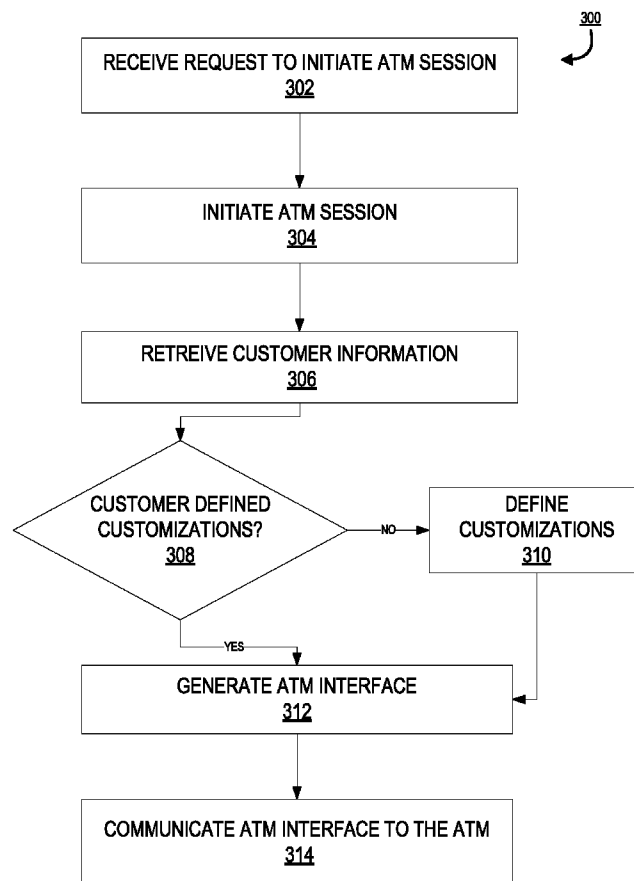 300
RECEIVE REQUEST TO INITIATE ATM SESSION
302
INITIATE ATM SESSION
304
RETREIVE CUSTOMER INFORMATION
306
CUSTOMER DEFINED
CUSTOMIZATIONS?
308
NO
DEFINE
CUSTOMIZATIONS
310
YES
GENERATE ATM INTERFACE
312
COMMUNICATE ATM INTERFACE TO THE ATM
314